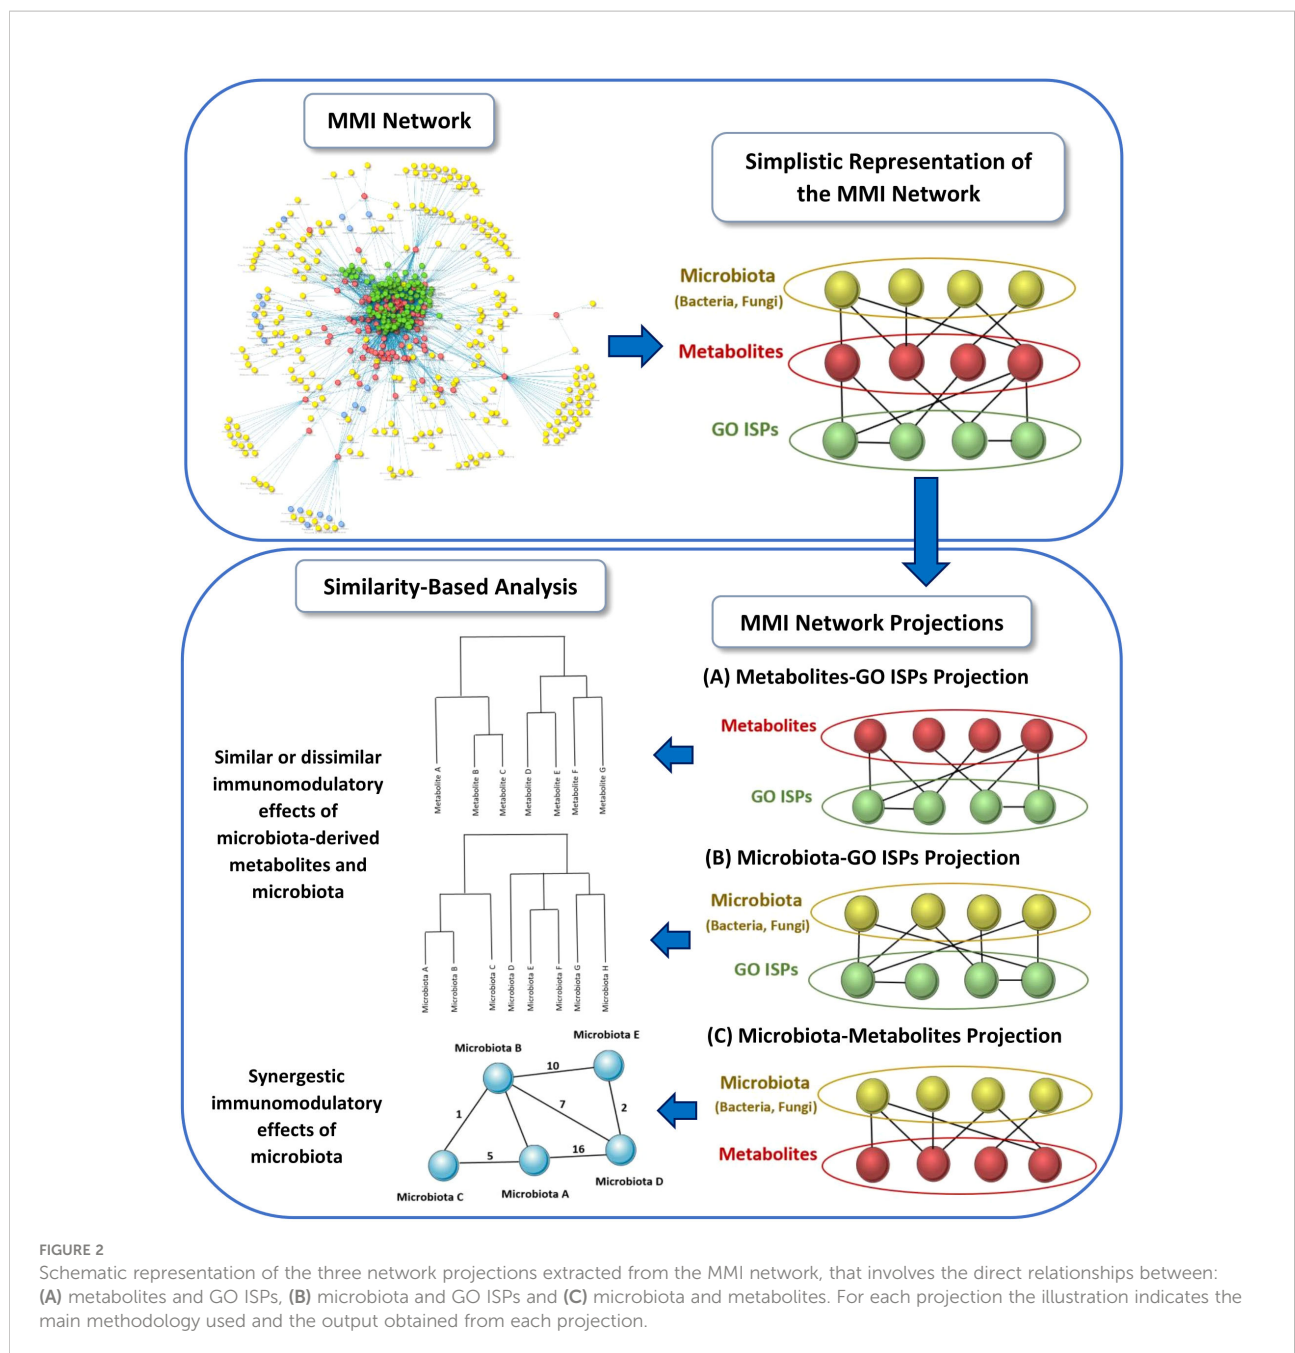 MMI Network
Simplistic Representation of
the MMI Network
Microbiota
(Bacteria, Fungi)
Metabolites
GO ISPs
Similarity-Based Analysis
MMI Network Projections
(A) Metabolites-GO ISPs Projection
Metabolites
GO ISPs
Similar or dissimilar
immunomodulatory
effects of
microbiota-derived
metabolites and
microbiota
Metabolite A
Metabolite B
Metabolite C
Metabolite D
Metabolite E
Metabolite F
Metabolite G
(B) Microbiota-GO ISPs Projection
Microbiota
(Bacteria, Fungi)
GO ISPs
Microbiota A
Microbiota B
Microbiota C
Microbiota D
Microbiota E
Microbiota F
Microbiota G
Microbiota H
(C) Microbiota-Metabolites Projection
Microbiota
(Bacteria, Fungi)
Metabolites
Synergestic
immunomodulatory
effects of
microbiota
Microbiota E
Microbiota B
10
1
7
2
5
16
Microbiota C
Microbiota A
Microbiota D
FIGURE 2
Schematic representation of the three network projections extracted from the MMI network, that involves the direct relationships between:
(A) metabolites and GO ISPs, (B) microbiota and GO ISPs and (C) microbiota and metabolites. For each projection the illustration indicates the
main methodology used and the output obtained from each projection.